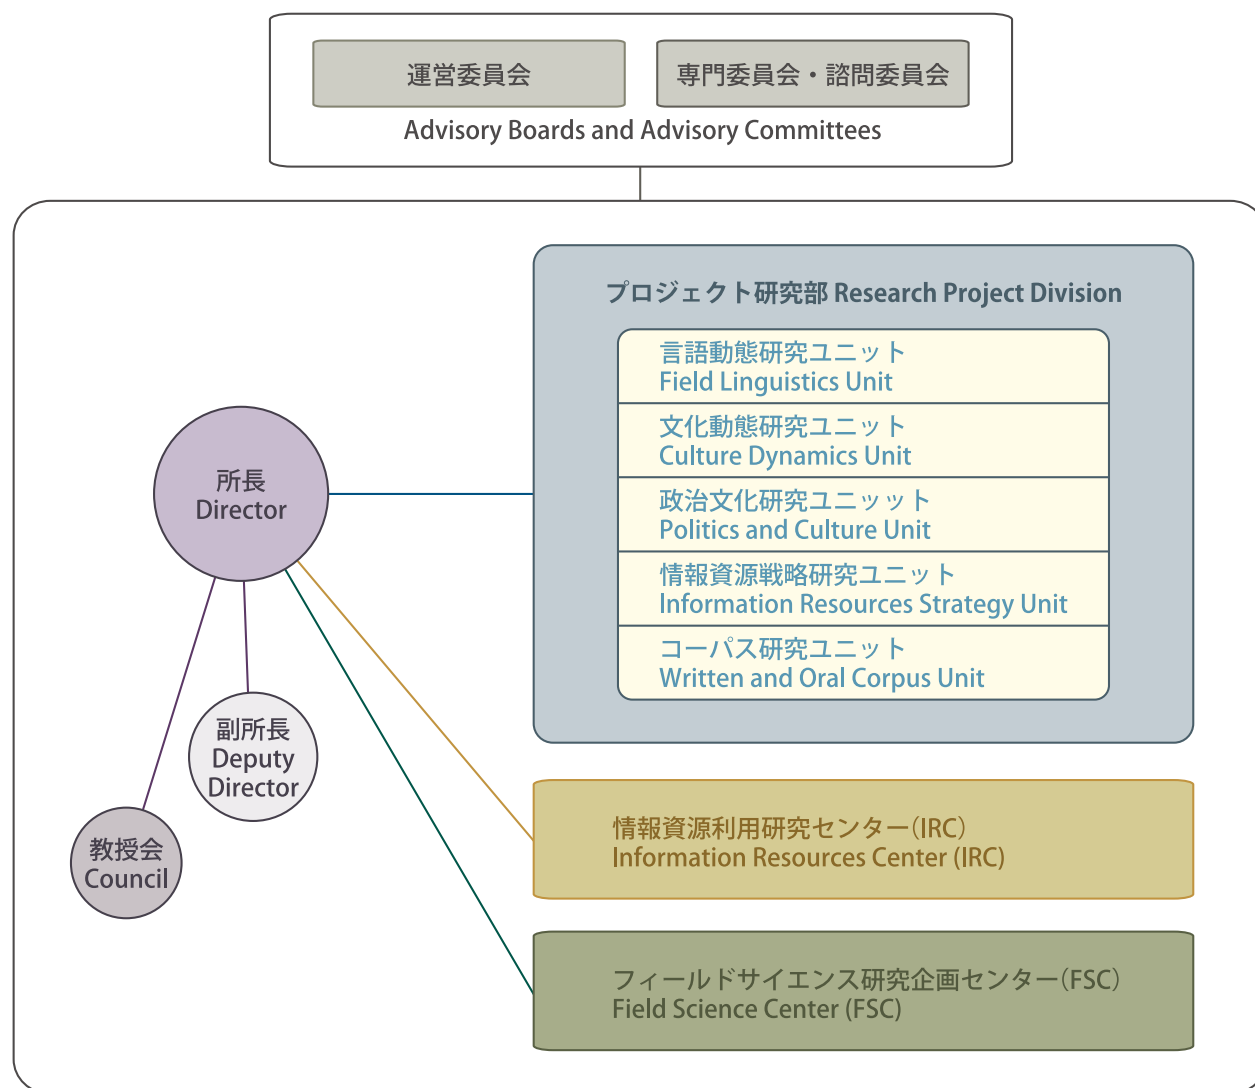 運営委員会
専門委員会・諮問委員会
Advisory Boards and Advisory Committees
プロジェクト研究部 Research Project Division
言語動態研究ユニット
Field Linguistics Unit
文化動態研究ユニット
Culture Dynamics Unit
政治文化研究ユニッット
Politics and Culture Unit
情報資源戦略研究ユニット
Information Resources Strategy Unit
コーパス研究ユニット
Written and Oral Corpus Unit
所長
Director
副所長
Deputy
Director
教授会
Council
情報資源利用研究センター(IRC)
Information Resources Center (IRC)
フィールドサイエンス研究企画センター(FSC)
Field Science Center (FSC)